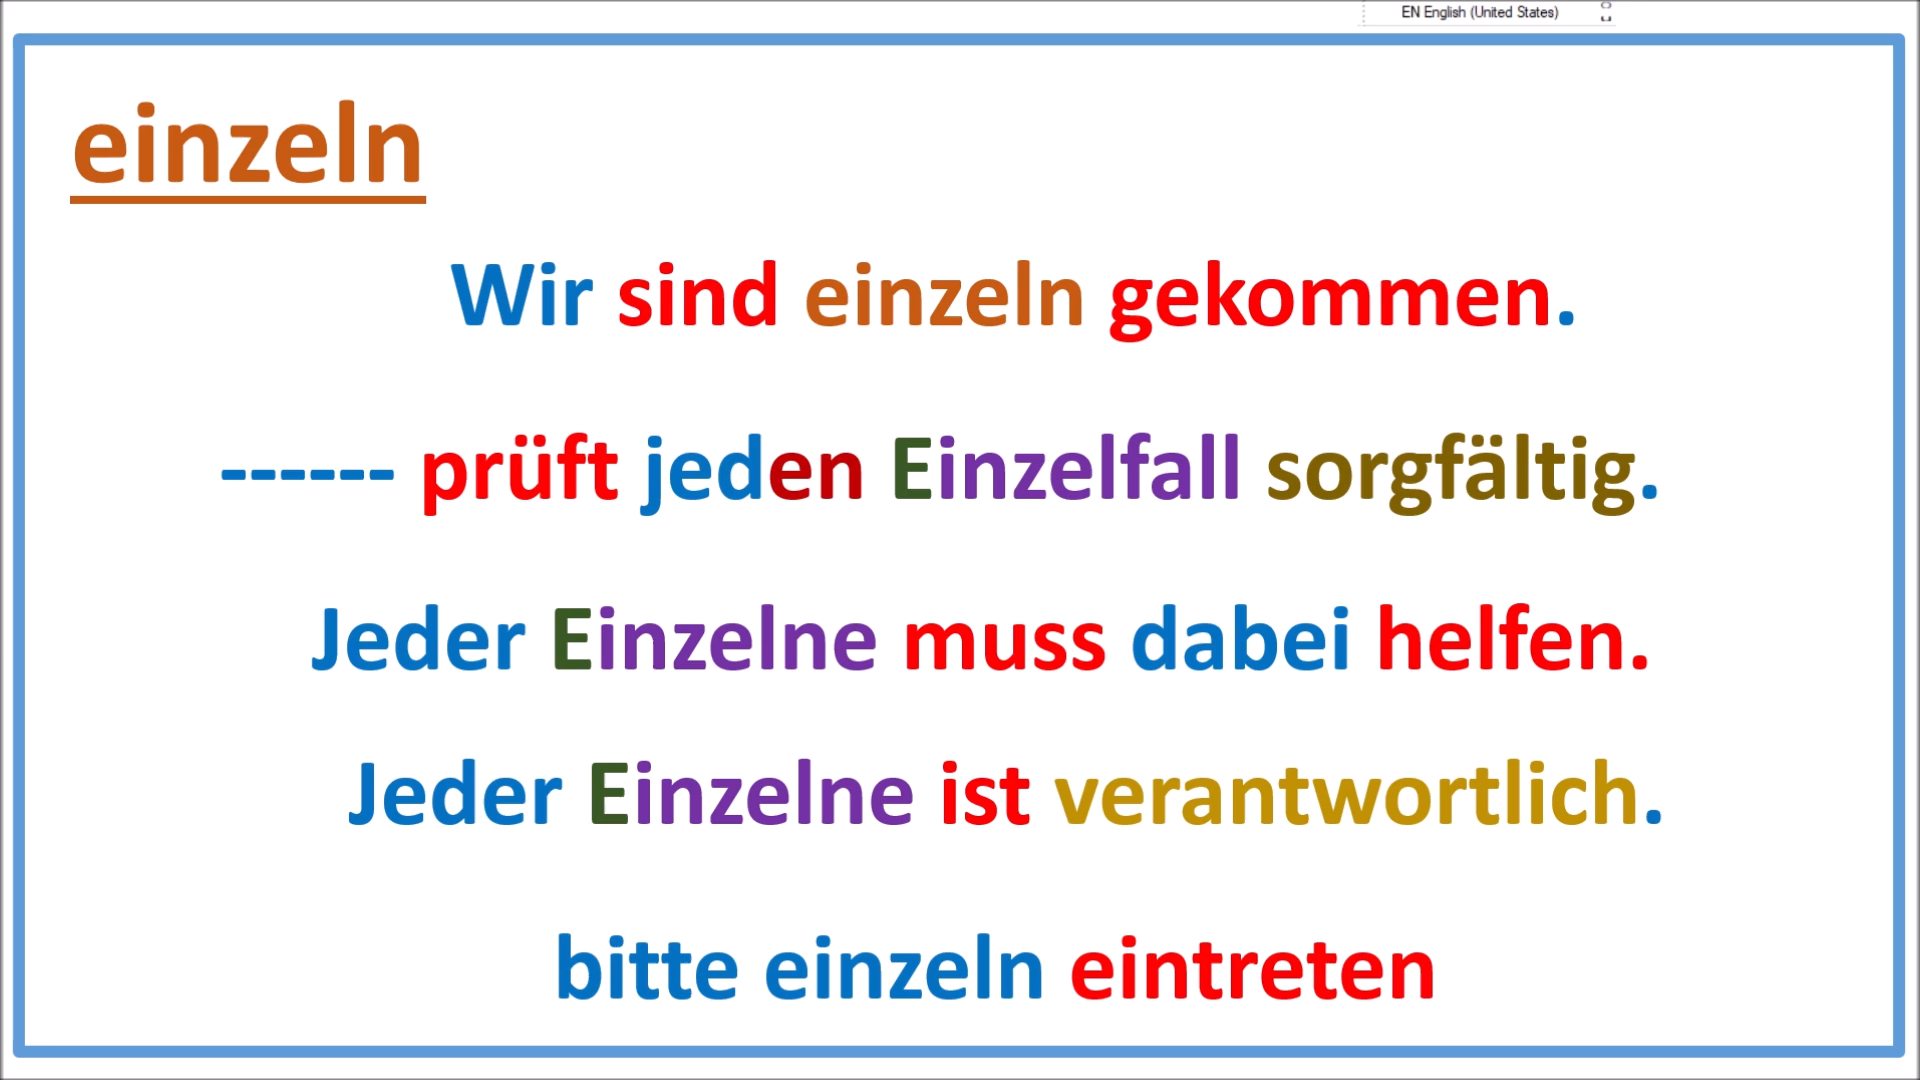 EN English (United States)
einzeln
Wir sind einzeln gekommen.
------ prüft jeden Einzelfall sorgfältig.
Jeder Einzelne muss dabei helfen.
Jeder Einzelne ist verantwortlich.
bitte einzeln eintreten